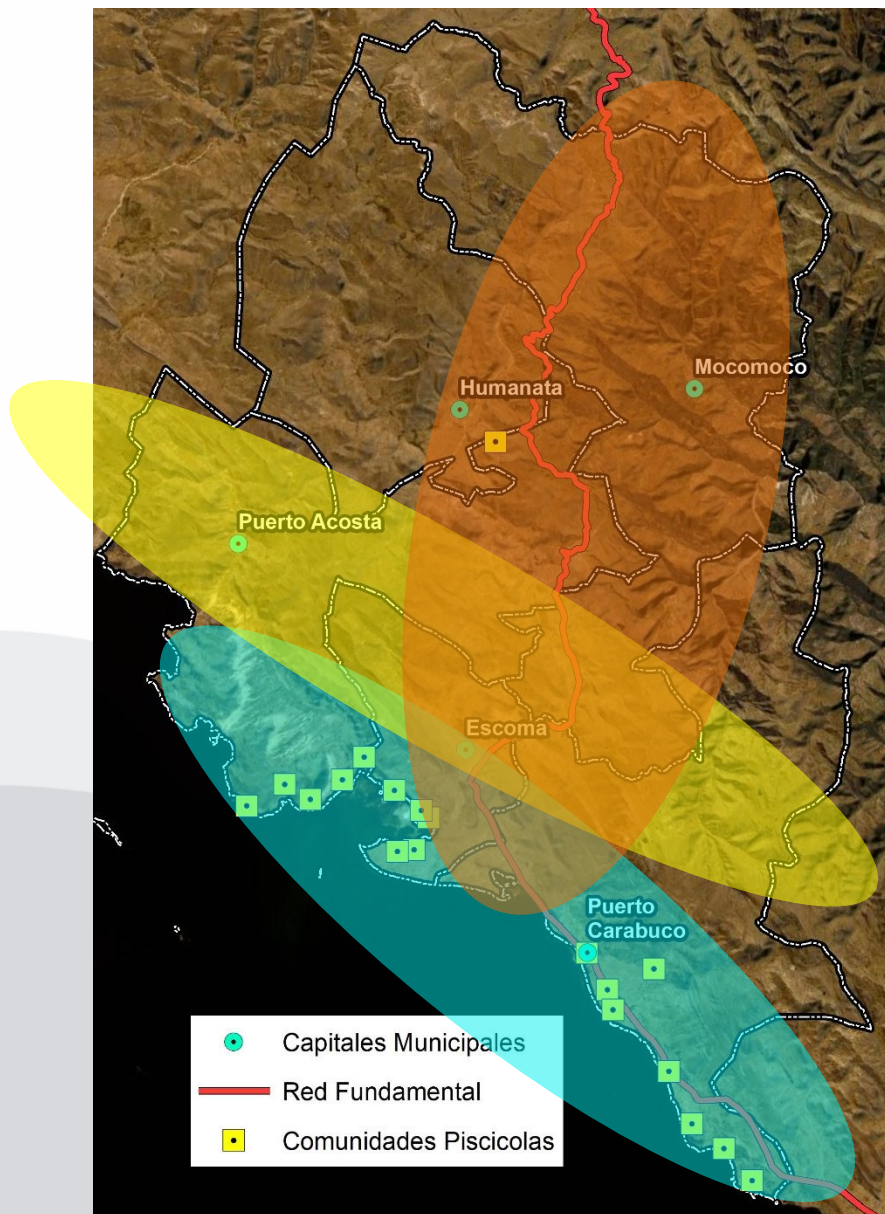 Mocomoco
Humanata
Puerto Acosta
Escoma
Puerto
Carabuco
Capitales Municipales
Red Fundamental
Comunidades Piscicolas